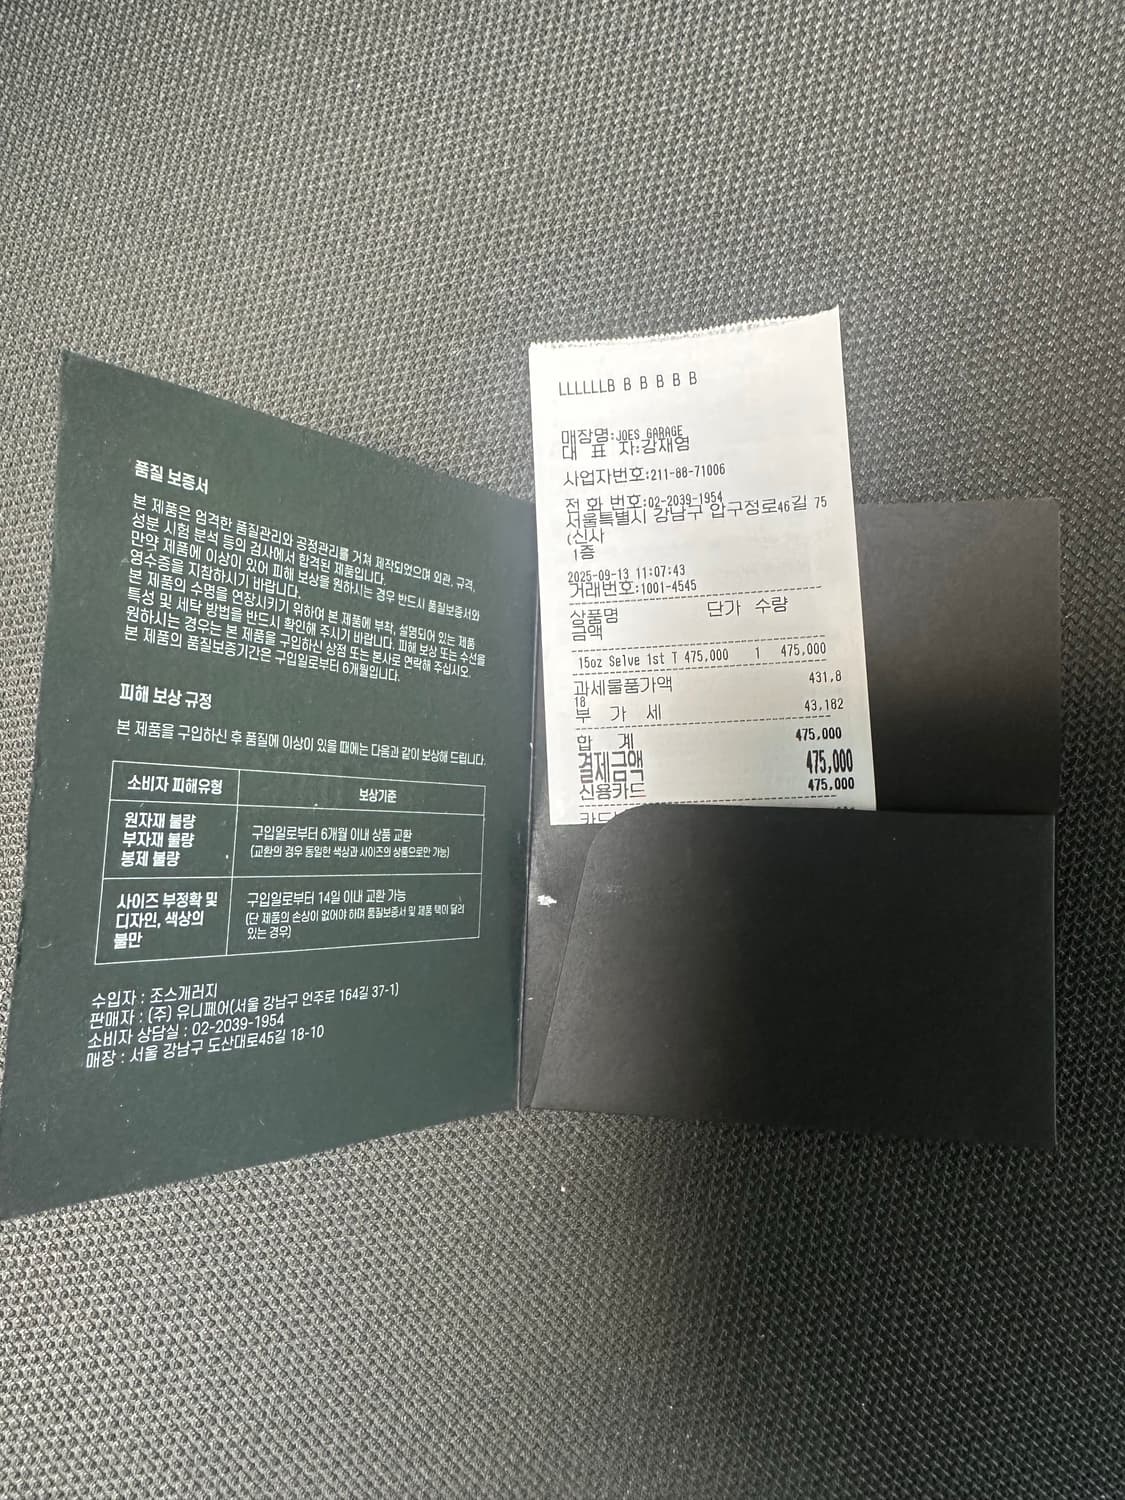 품질 보증서
본 제품은 엄격한 품질관리와 공정관리를 거쳐 제작되었으며 외관, 규격,
성분 시험 분석 등의 검사에서 합격된 제품입니다.
만약 제품에 이상이 있어 피해 보상을 원하시는 경우 반드시 품질보증서와
영수증을 지참하시기 바랍니다.
본 제품의 수명을 연장시키기 위하여 본 제품에 부착, 설명되어 있는 제품
특성 및 세탁 방법을 반드시 확인해 주시기 바랍니다. 피해 보상 또는 수선을
원하시는 경우는 본 제품을 구입하신 상점 또는 본사로 연락해 주십시오.
본 제품의 품질보증기간은 구입일로부터 6개월입니다.
피해 보상 규정
본 제품을 구입하신 후 품질에 이상이 있을 때에는 다음과 같이 보상해 드립니다.
소비자 피해유형 보상기준
원자재 불량
부자재 불량
봉제 불량
구입일로부터 6개월 이내 상품 교환
(교환의 경우 동일한 색상과 사이즈의 상품으로만 가능)
사이즈 부정확 및
디자인, 색상의
불만
구입일로부터 14일 이내 교환 가능
(단 제품의 손상이 없어야 하며 품질보증서 및 제품 택이 달려
있는 경우)
수입자 : 조스개러지
판매자 : (주) 유니페어(서울 강남구 언주로 164길 37-1)
소비자 상담실 : 02-2039-1954
매장 : 서울 강남구 도산대로45길 18-10
LLLLLLB B B B B B
매장명:JOES GARAGE
대 표 자:강재영
사업자번호:211-88-71006
전 화 번호:02-2039-1954
서울특별시 강남구 압구정로46길 75
(신사
1층
2025-09-13 11:07:43
거래번호:1001-4545
상품명 단가 수량
금액
15oz Selve 1st T 475,000 1 475,000
과세물품가액 431,8
18
부 가 세 43,182
합 계 475,000
결제금액 475,000
신용카드 475,000